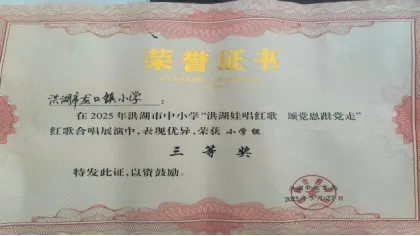 荣誉证书
洪湖市龙口镇小学：
在2025年洪湖市中小学“洪湖娃唱红歌 颂党恩跟党走”
红歌合唱展演中，表现优异，荣获 小学组
三等奖
特发此证，以资鼓励。